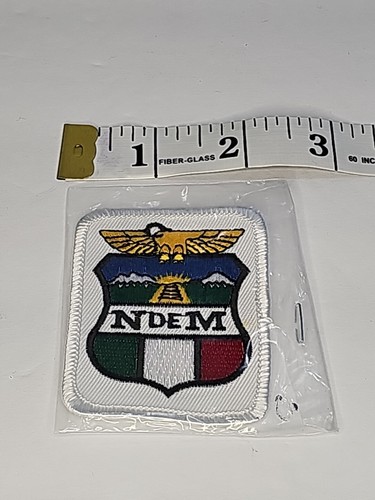 1 FIBER-GLASS 2 3 60 INC
NDEM